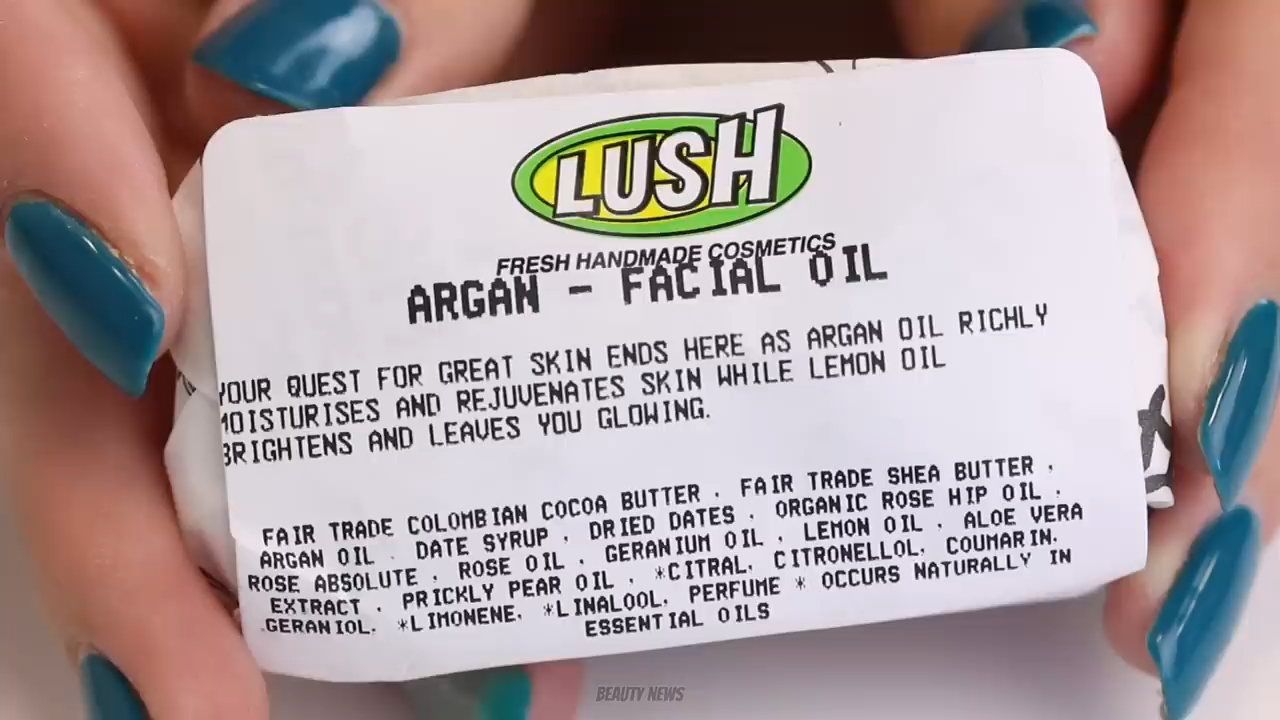 LUSH
FRESH HANDMADE COSMETICS
ARGAN - FACIAL OIL
YOUR QUEST FOR GREAT SKIN ENDS HERE AS ARGAN OIL RICHLY
MOISTURISES AND REJUVENATES SKIN WHILE LEMON OIL
BRIGHTENS AND LEAVES YOU GLOWING.
FAIR TRADE COLOMBIAN COCOA BUTTER , FAIR TRADE SHEA BUTTER ,
ARGAN OIL , DATE SYRUP , DRIED DATES , ORGANIC ROSE HIP OIL ,
ROSE ABSOLUTE , ROSE OIL , GERANIUM OIL , LEMON OIL , ALOE VERA
EXTRACT , PRICKLY PEAR OIL , *CITRAL, CITRONELLOL, COUMARIN,
GERANIOL, *LIMONENE, *LINALOOL, PERFUME * OCCURS NATURALLY IN
ESSENTIAL OILS
BEAUTY NEWS